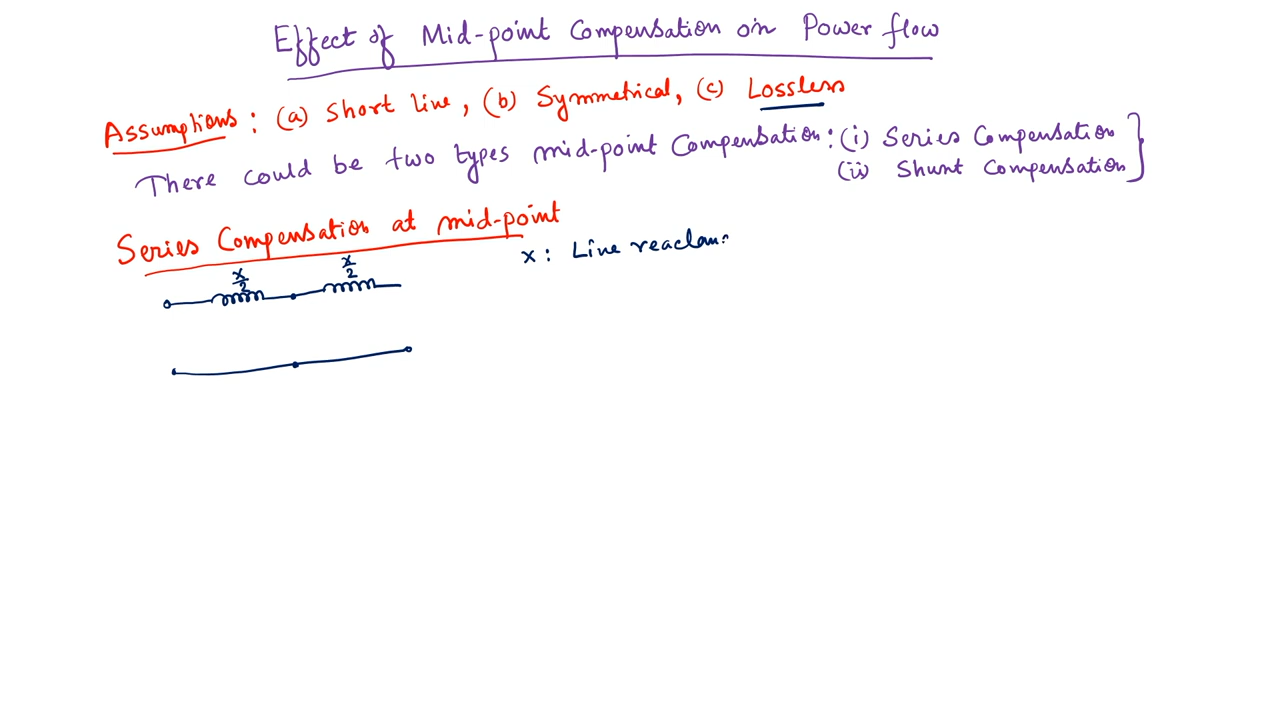 Effect of Mid-point Compensation on Power flow
Assumptions: (a) Short line, (b) Symmetrical, (c) Lossless
There could be two types mid-point Compensation: (i) Series Compensation
(ii) Shunt Compensation
Series Compensation at mid-point
x: Line reactan
x/2 x/2